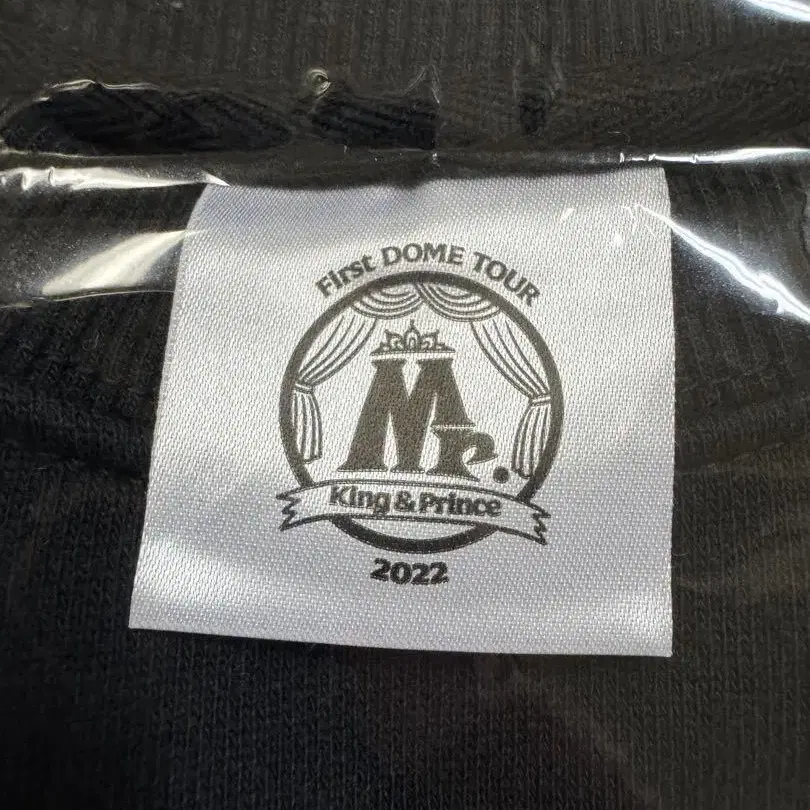 First DOME TOUR
Mr.
King & Prince
2022